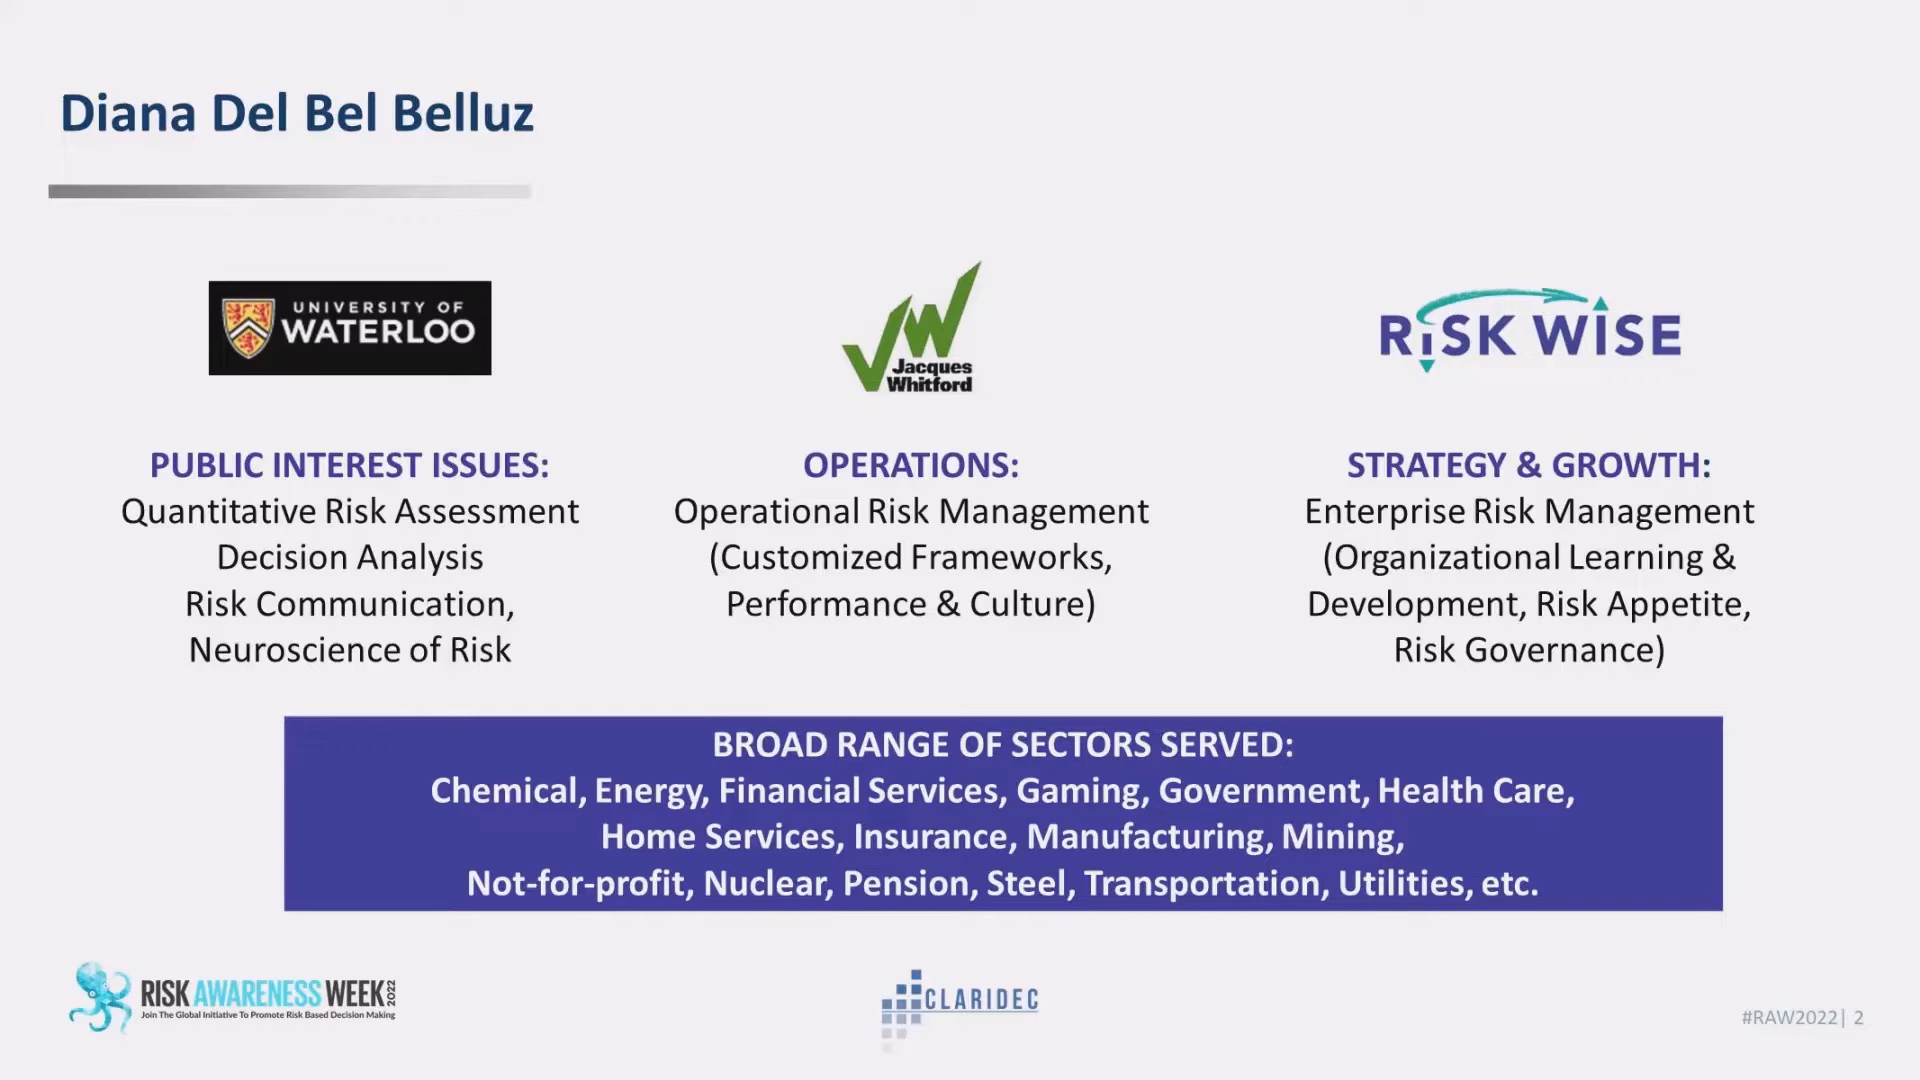 Diana Del Bel Belluz
UNIVERSITY OF
WATERLOO
Jacques
Whitford
RiSK WiSE
PUBLIC INTEREST ISSUES:
Quantitative Risk Assessment
Decision Analysis
Risk Communication,
Neuroscience of Risk
OPERATIONS:
Operational Risk Management
(Customized Frameworks,
Performance & Culture)
STRATEGY & GROWTH:
Enterprise Risk Management
(Organizational Learning &
Development, Risk Appetite,
Risk Governance)
BROAD RANGE OF SECTORS SERVED:
Chemical, Energy, Financial Services, Gaming, Government, Health Care,
Home Services, Insurance, Manufacturing, Mining,
Not-for-profit, Nuclear, Pension, Steel, Transportation, Utilities, etc.
RISK AWARENESS WEEK 2022
Join The Global Initiative To Promote Risk Based Decision Making
CLARIDEC
#RAW2022| 2